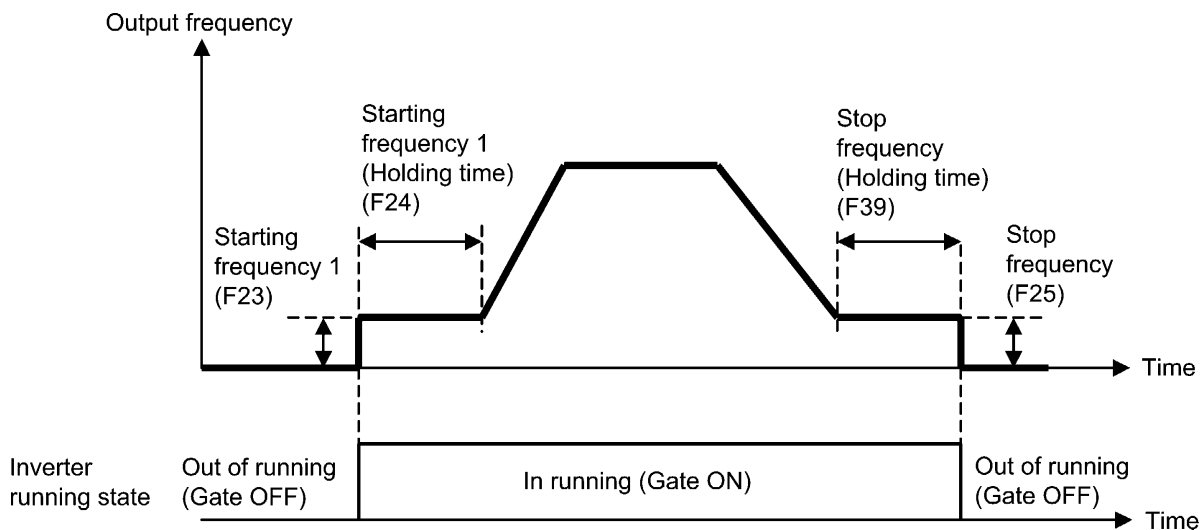 Output frequency
Starting
frequency 1
(Holding time)
(F24)
Stop
frequency
(Holding time)
(F39)
Starting
frequency 1
(F23)
Stop
frequency
(F25)
Time
Inverter
running state
Out of running
(Gate OFF)
In running (Gate ON)
Out of running
(Gate OFF)
Time